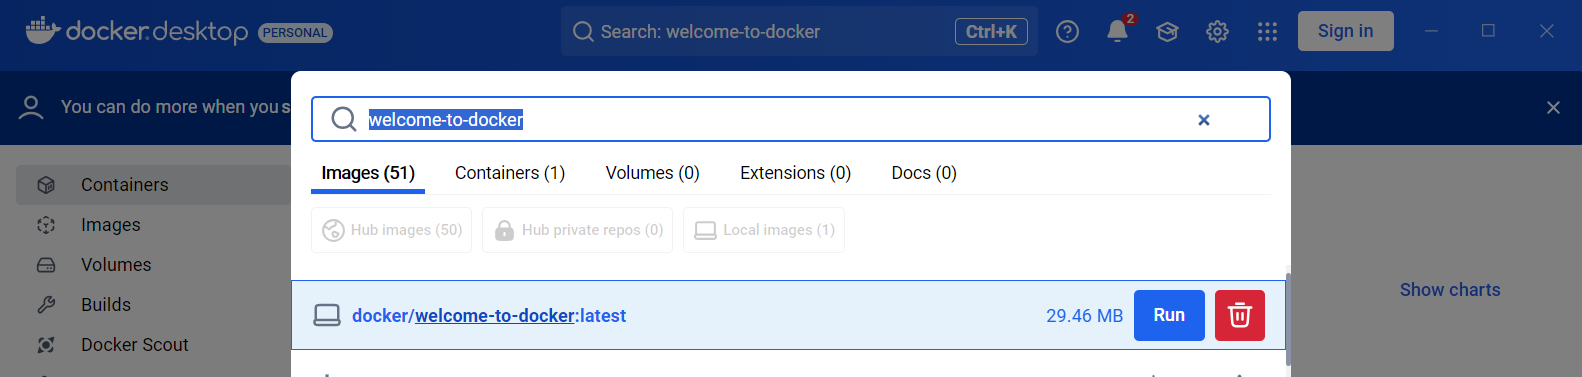 docker.desktop PERSONAL
Search: welcome-to-docker Ctrl+K
2
Sign in
You can do more when you s
welcome-to-docker
Images (51) Containers (1) Volumes (0) Extensions (0) Docs (0)
Hub images (50) Hub private repos (0) Local images (1)
docker/welcome-to-docker:latest 29.46 MB Run
Containers
Images
Volumes
Builds
Docker Scout
Show charts